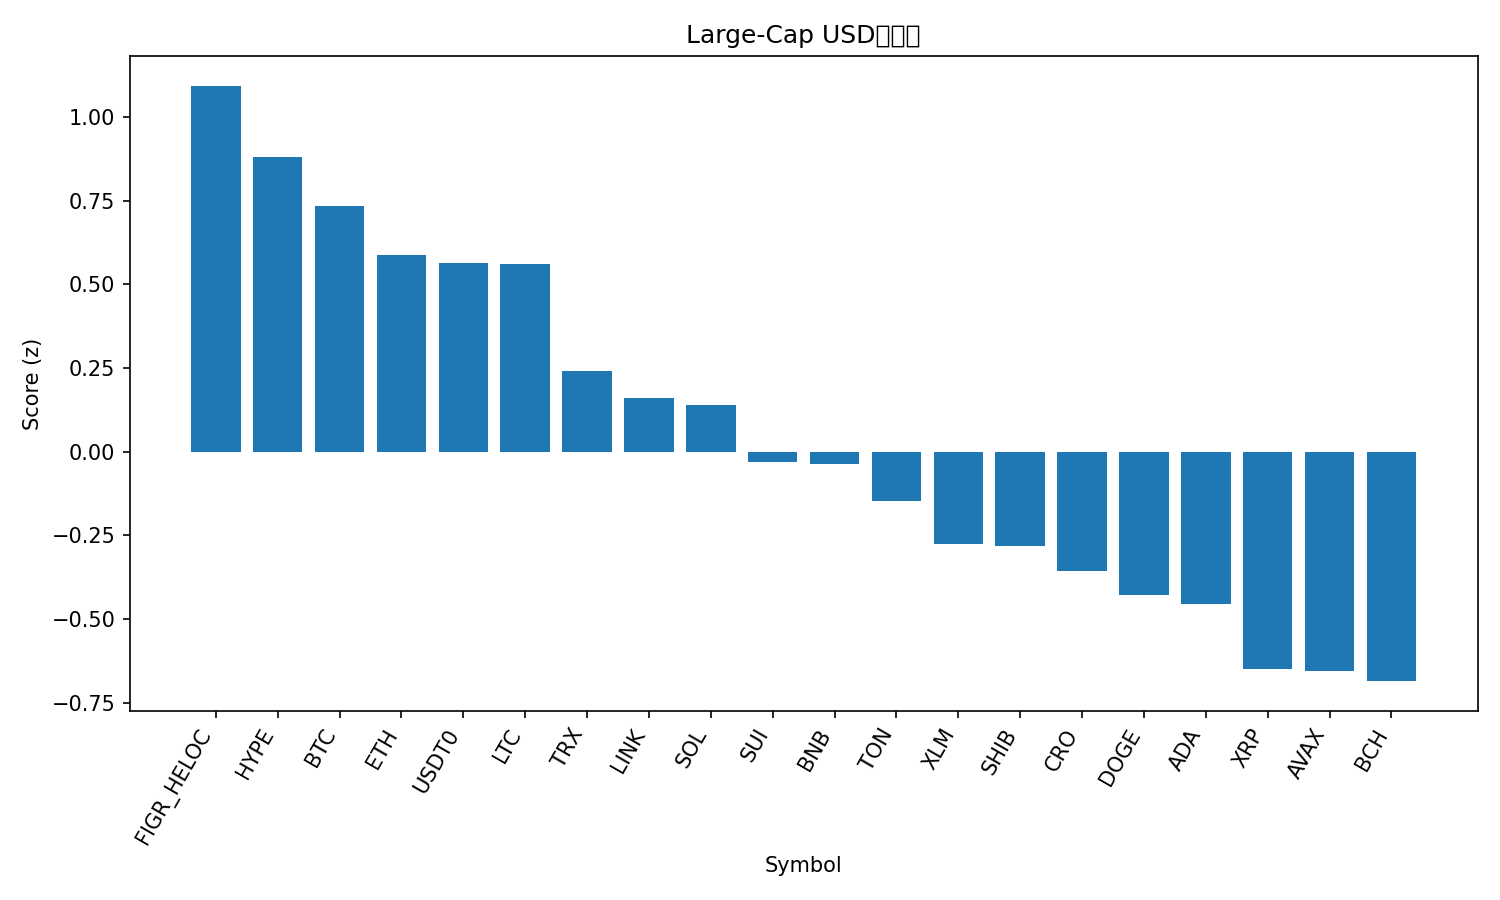 Large-Cap USD
1.00
0.75
0.50
0.25
0.00
−0.25
−0.50
−0.75
Score (z)
FIGR_HELOC
HYPE
BTC
ETH
USDT0
LTC
TRX
LINK
SOL
SUI
BNB
TON
XLM
SHIB
CRO
DOGE
ADA
XRP
AVAX
BCH
Symbol